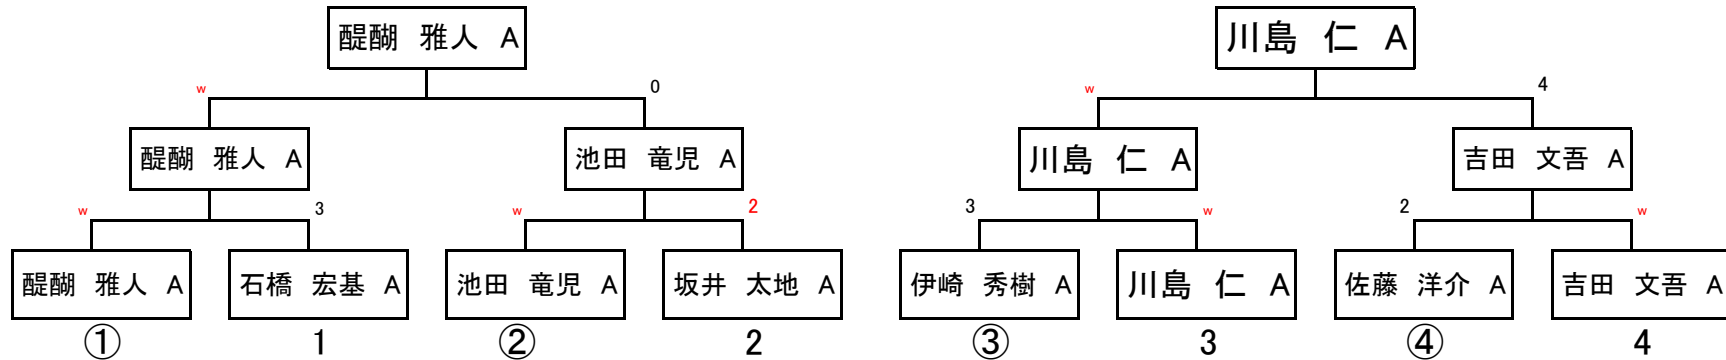 醍醐 雅人 A 川島 仁 A
w 0 w 4
醍醐 雅人 A 池田 竜児 A 川島 仁 A 吉田 文吾 A
w 3 w 2 3 w 2 w
醍醐 雅人 A 石橋 宏基 A 池田 竜児 A 坂井 太地 A 伊崎 秀樹 A 川島 仁 A 佐藤 洋介 A 吉田 文吾 A
① 1 ② 2 ③ 3 ④ 4